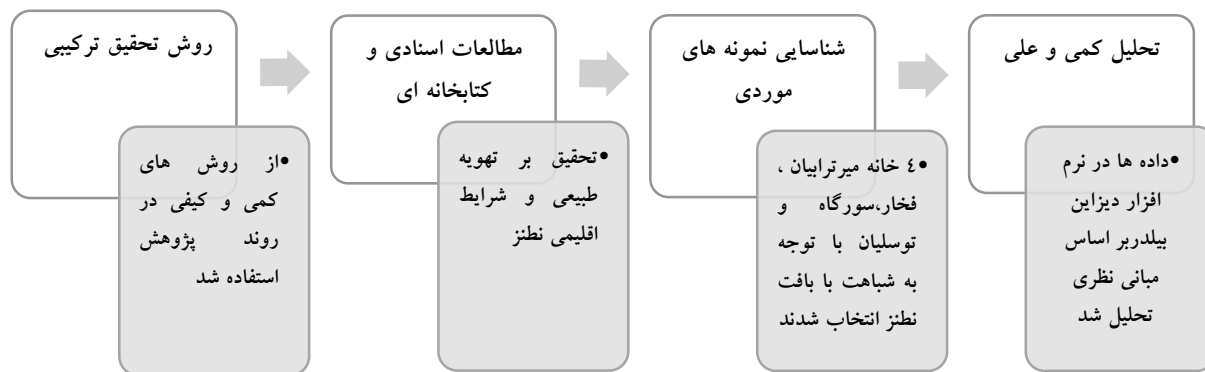 روش تحقیق ترکیبی
•از روش های
کمی و کیفی در
روند پژوهش
استفاده شد
مطالعات اسنادی و
کتابخانه ای
•تحقیق بر تهویه
طبیعی و شرایط
اقلیمی نطنز
شناسایی نمونه های
موردی
•٤ خانه میرترابیان ،
فخار،سورگاه و
توسلیان با توجه
به شباهت با بافت
نطنز انتخاب شدند
تحلیل کمی و علی
•داده ها در نرم
افزار دیزاین
بیلدربر اساس
مبانی نظری
تحلیل شد